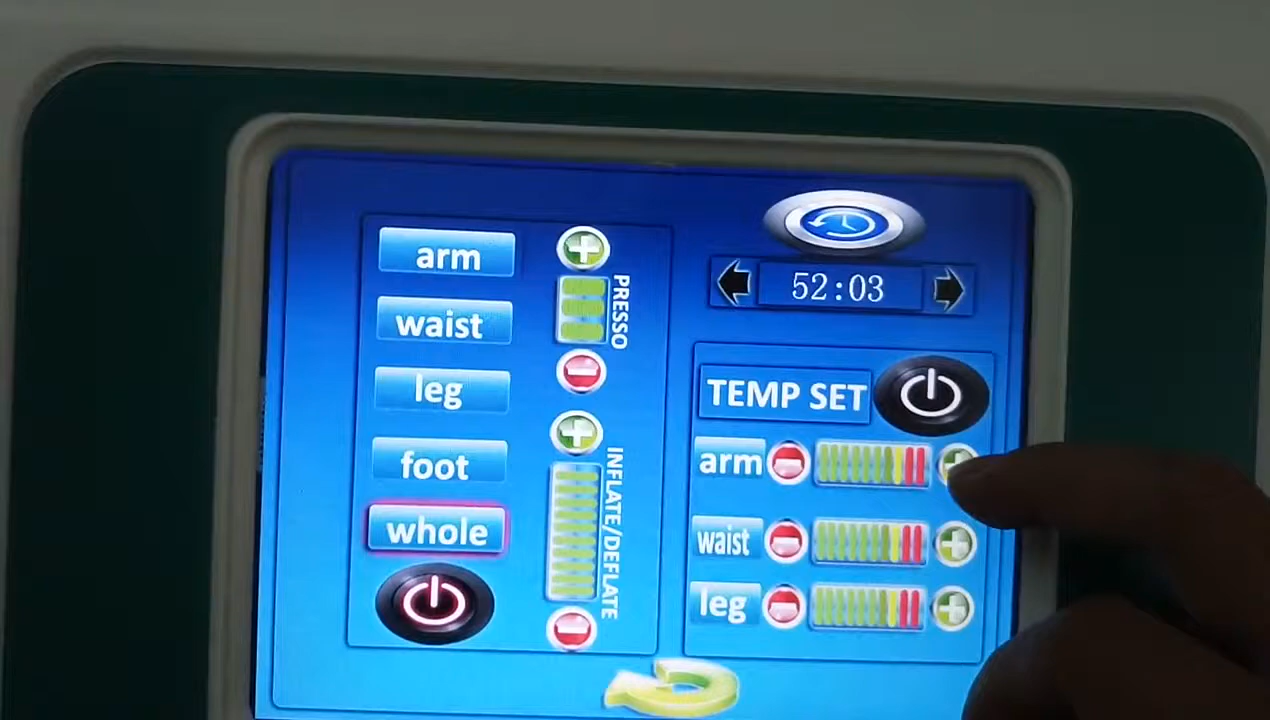 arm
waist
leg
foot
whole
PRESSO
INFLATE/DEFLATE
52:03
TEMP SET
arm
waist
leg